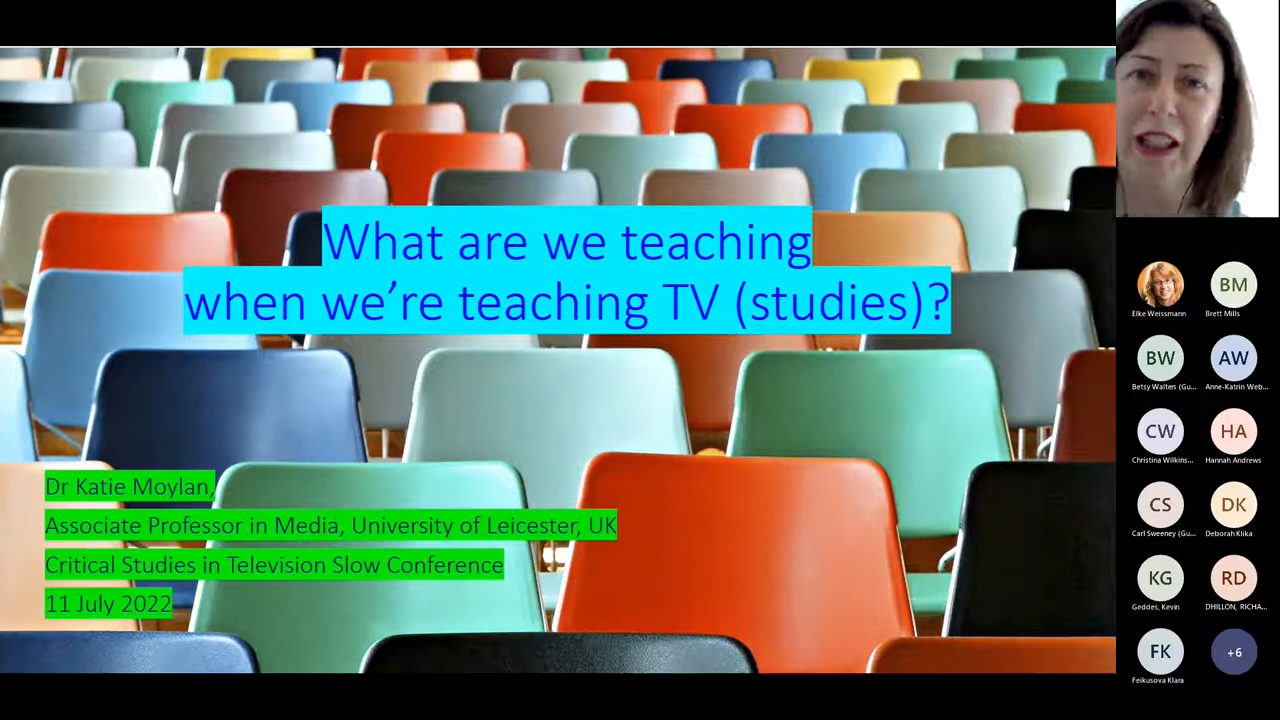 What are we teaching
when we’re teaching TV (studies)?
Dr Katie Moylan,
Associate Professor in Media, University of Leicester, UK
Critical Studies in Television Slow Conference
11 July 2022
Elke Weissmann
BM
Brett Mills
BW
Betsy Walters (Gu...
AW
Anne-Katrin Web...
CW
Christina Wilkins...
HA
Hannah Andrews
CS
Carl Sweeney (Gu...
DK
Deborah Klika
KG
Geddes, Kevin
RD
DHILLON, RICHA...
FK
Feikusova Klara
+6